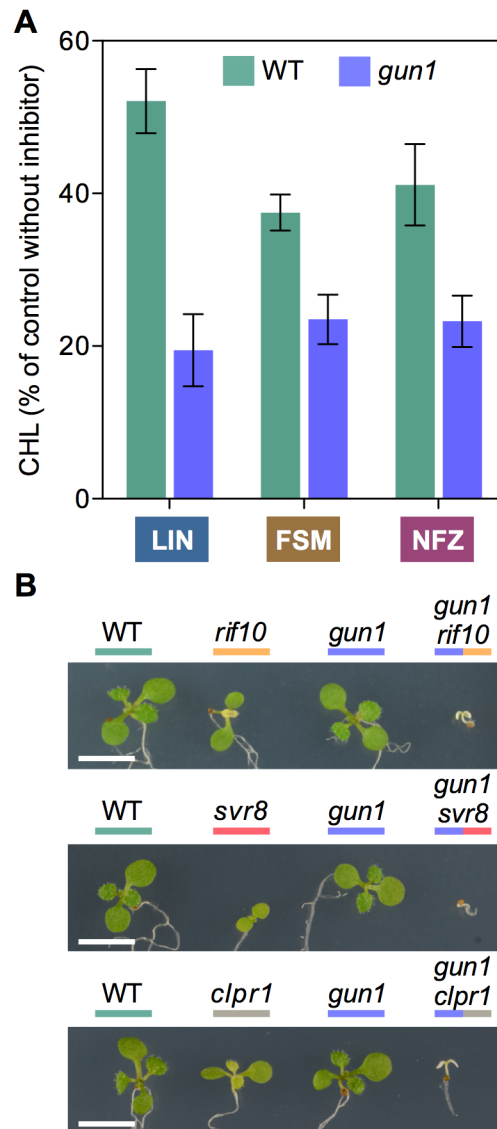 A
CHL (% of control without inhibitor)
60
40
20
0
WT gun1
LIN FSM NFZ
B
WT rif10 gun1 gun1
rif10
WT svr8 gun1 gun1
svr8
WT clpr1 gun1 gun1
clpr1